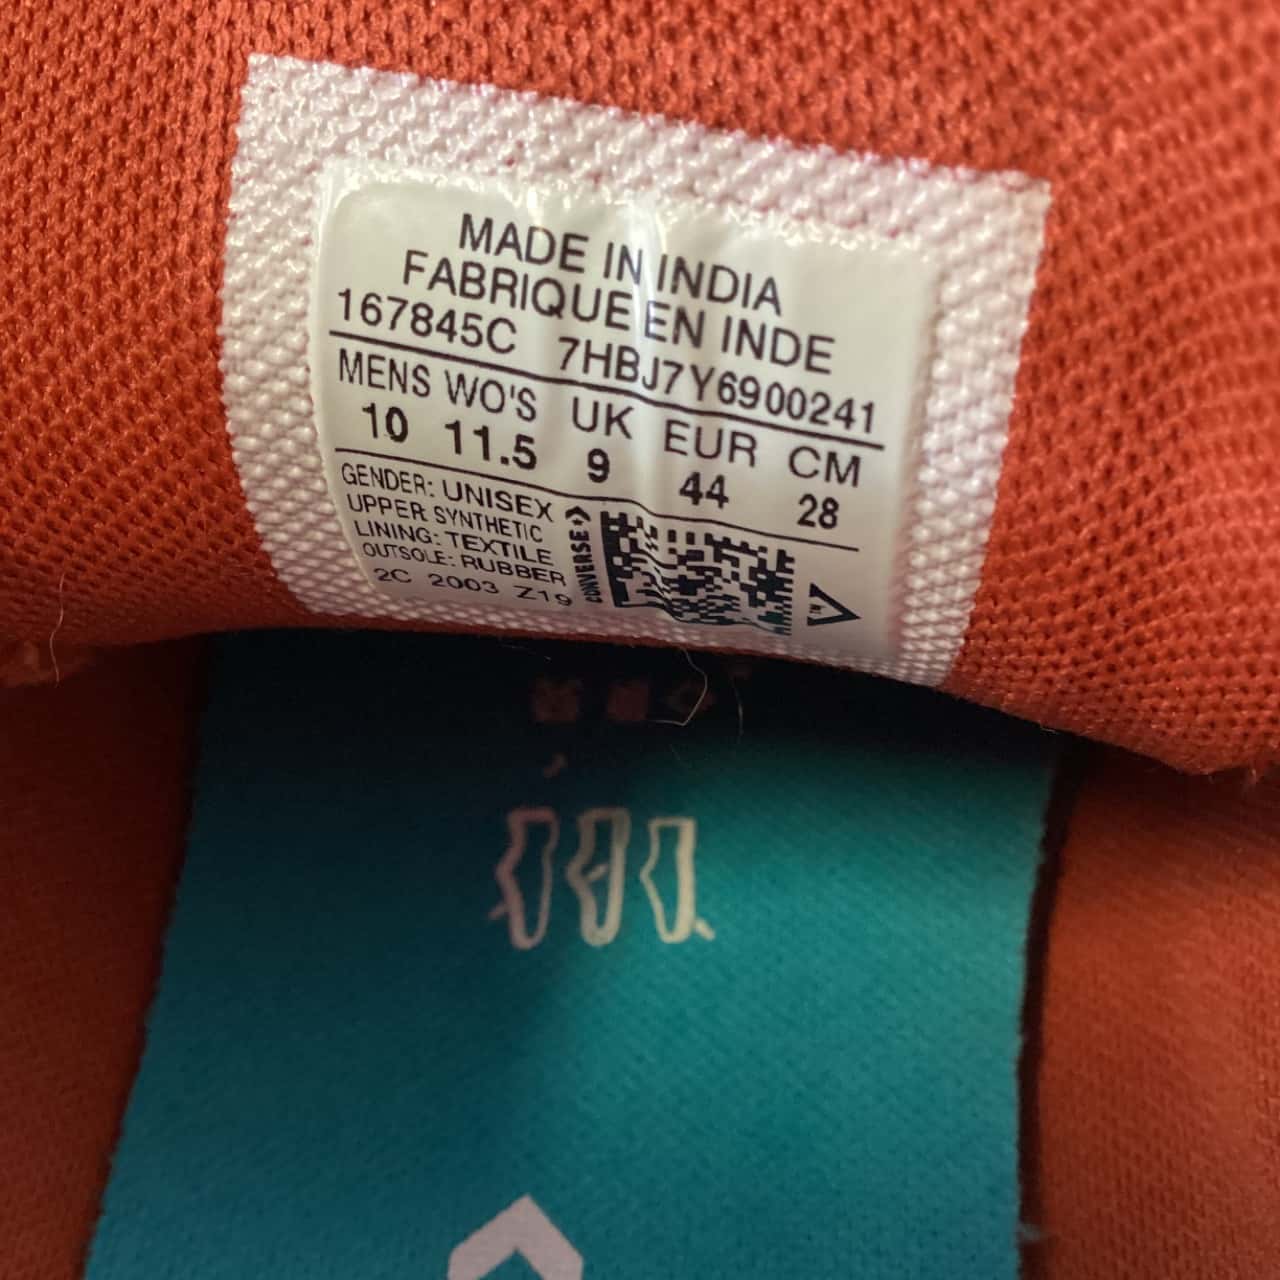 MADE IN INDIA
FABRIQUE EN INDE
167845C 7HBJ7Y6900241
MENS WO'S UK EUR CM
10 11.5 9 44 28
GENDER: UNISEX
UPPER: SYNTHETIC
LINING: TEXTILE
OUTSOLE: RUBBER
2C 2003 Z19
CONVERSE
TM